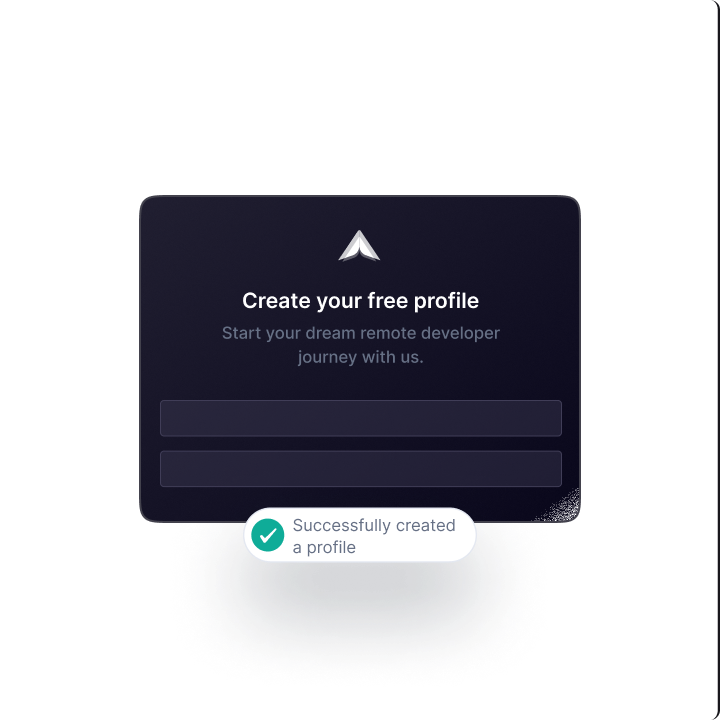 Create your free profile
Start your dream remote developer
journey with us.
Successfully created
a profile